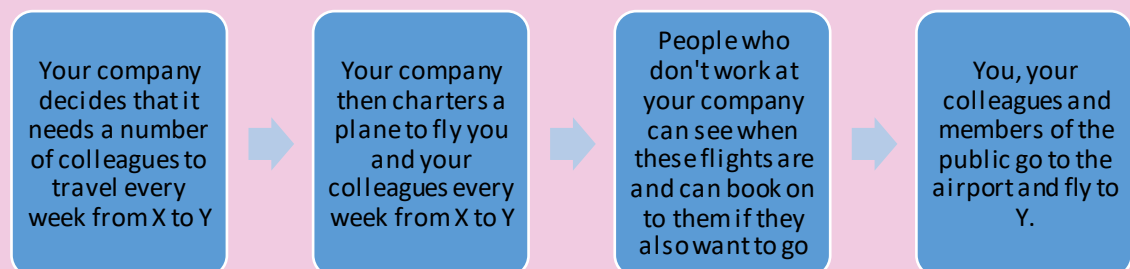 Your company
decides that it
needs a number
of colleagues to
travel every
week from X to Y
Your company
then charters a
plane to fly you
and your
colleagues every
week from X to Y
People who
don't work at
your company
can see when
these flights are
and can book on
to them if they
also want to go
You, your
colleagues and
members of the
public go to the
airport and fly to
Y.